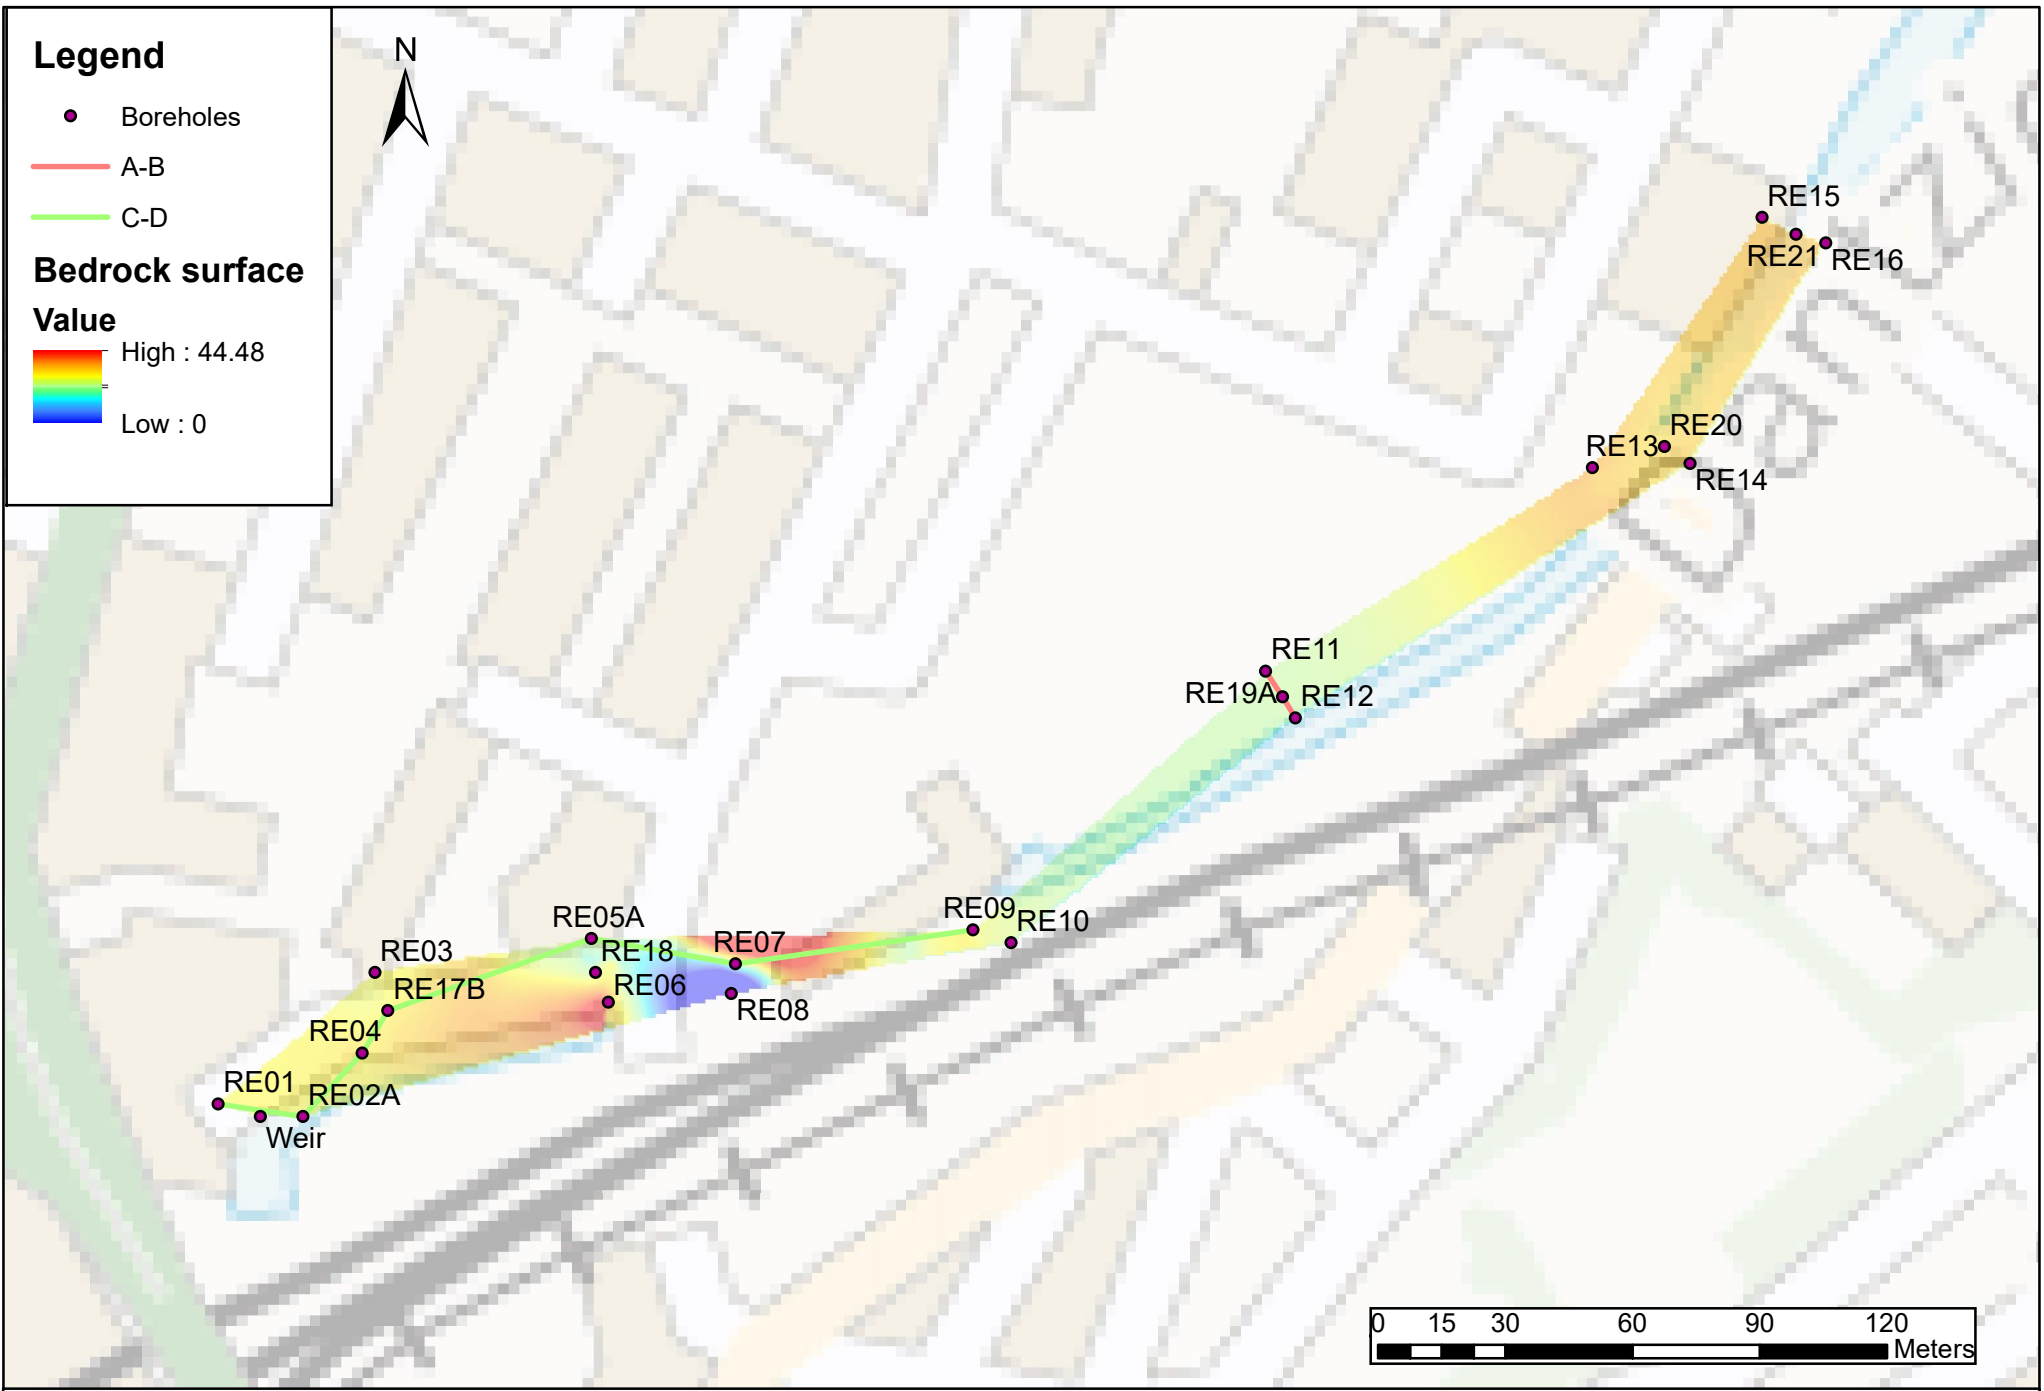 Legend
Boreholes
A-B
C-D
Bedrock surface
Value
High : 44.48
Low : 0
N
RE15
RE21
RE16
RE20
RE13
RE14
RE11
RE19A
RE12
RE09
RE10
RE05A
RE07
RE03
RE18
RE17B
RE06
RE08
RE04
RE01
RE02A
Weir
0 15 30 60 90 120
Meters